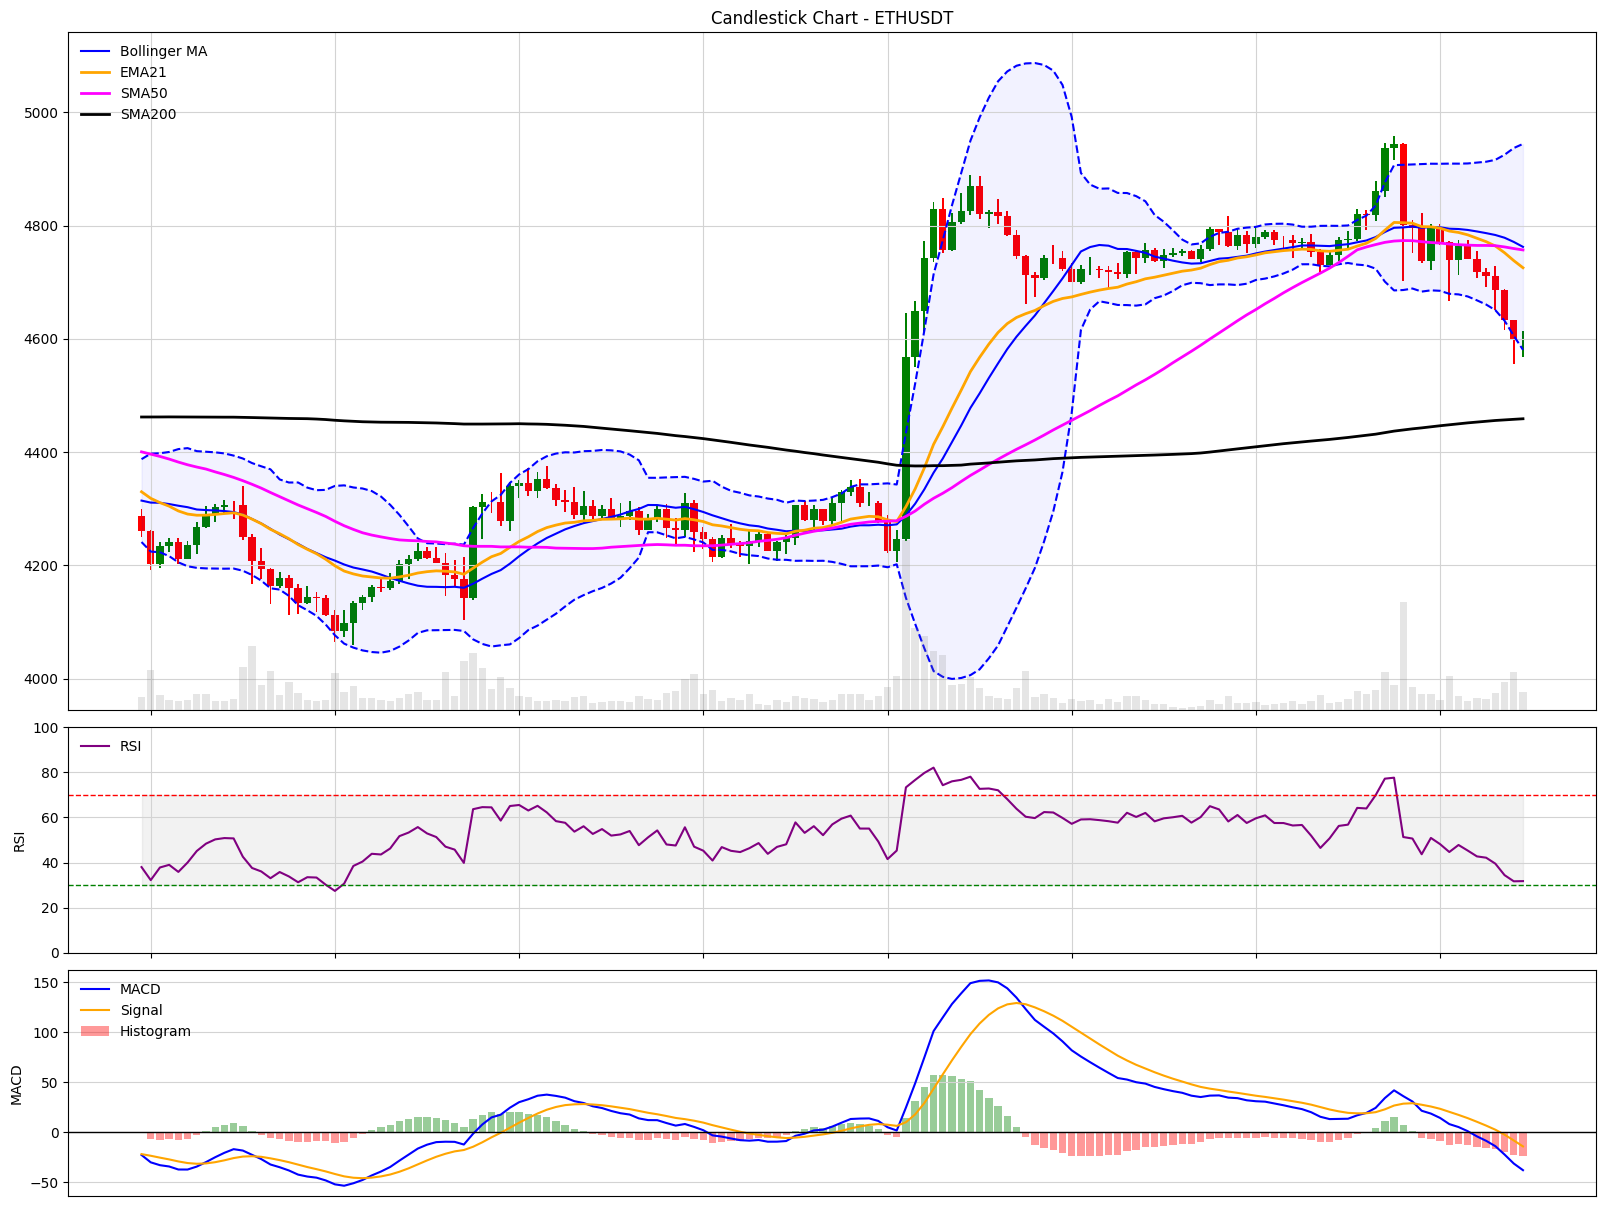 Candlestick Chart - ETHUSDT
Bollinger MA
EMA21
SMA50
SMA200
5000
4800
4600
4400
4200
4000
100
80
60
40
20
0
RSI
RSI
150
100
50
0
−50
MACD
MACD
Signal
Histogram